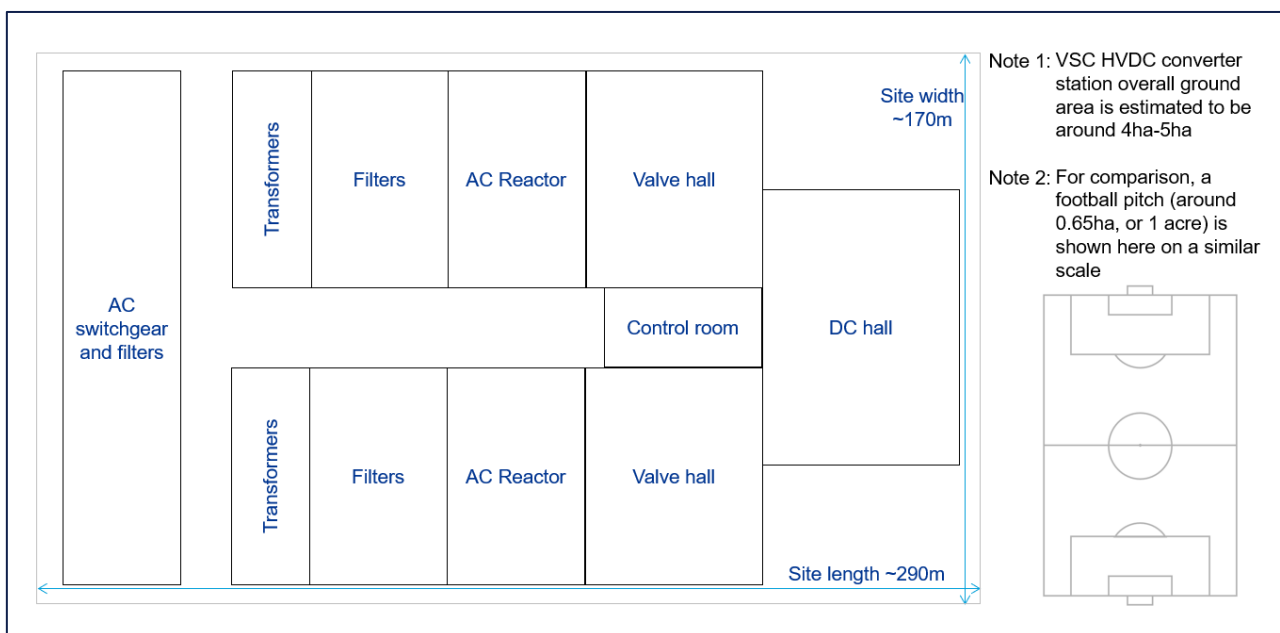 AC
switchgear
and filters
Transformers
Filters
AC Reactor
Valve hall
Site width
~170m
Control room
DC hall
Transformers
Filters
AC Reactor
Valve hall
Site length ~290m
Note 1: VSC HVDC converter
station overall ground
area is estimated to be
around 4ha-5ha
Note 2: For comparison, a
football pitch (around
0.65ha, or 1 acre) is
shown here on a similar
scale